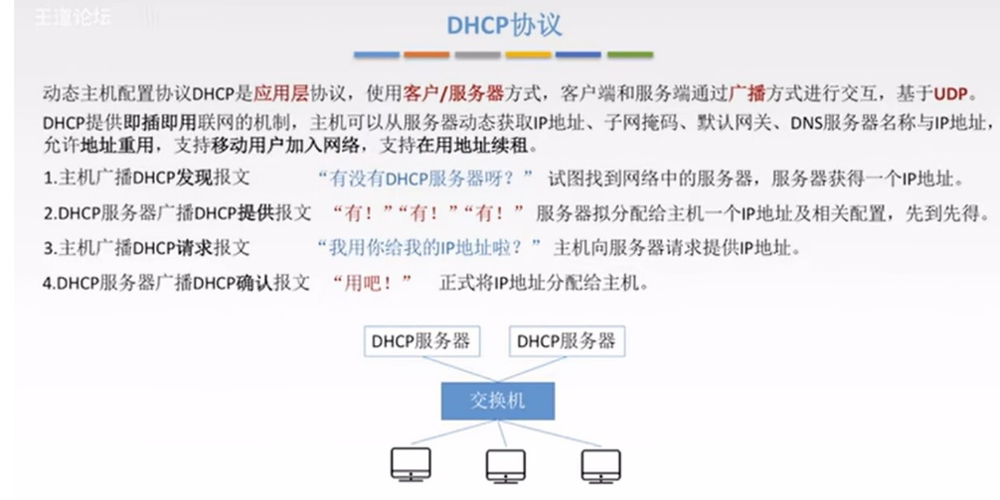 王道论坛
DHCP协议
动态主机配置协议DHCP是应用层协议，使用客户/服务器方式，客户端和服务端通过广播方式进行交互，基于UDP。
DHCP提供即插即用联网的机制，主机可以从服务器动态获取IP地址、子网掩码、默认网关、DNS服务器名称与IP地址，
允许地址重用，支持移动用户加入网络，支持在用地址续租。
1.主机广播DHCP发现报文 “有没有DHCP服务器呀？” 试图找到网络中的服务器，服务器获得一个IP地址。
2.DHCP服务器广播DHCP提供报文 “有！”“有！”“有！” 服务器拟分配给主机一个IP地址及相关配置，先到先得。
3.主机广播DHCP请求报文 “我用你给我的IP地址啦？” 主机向服务器请求提供IP地址。
4.DHCP服务器广播DHCP确认报文 “用吧！” 正式将IP地址分配给主机。
DHCP服务器 DHCP服务器
交换机